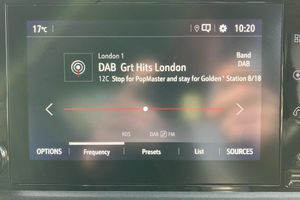 17°C 10:20
London 1
Band
DAB Grt Hits London
DAB
12C Stop for PopMaster and stay for Golden' Station 8/18
RDS DAB FM
OPTIONS Frequency Presets List SOURCES